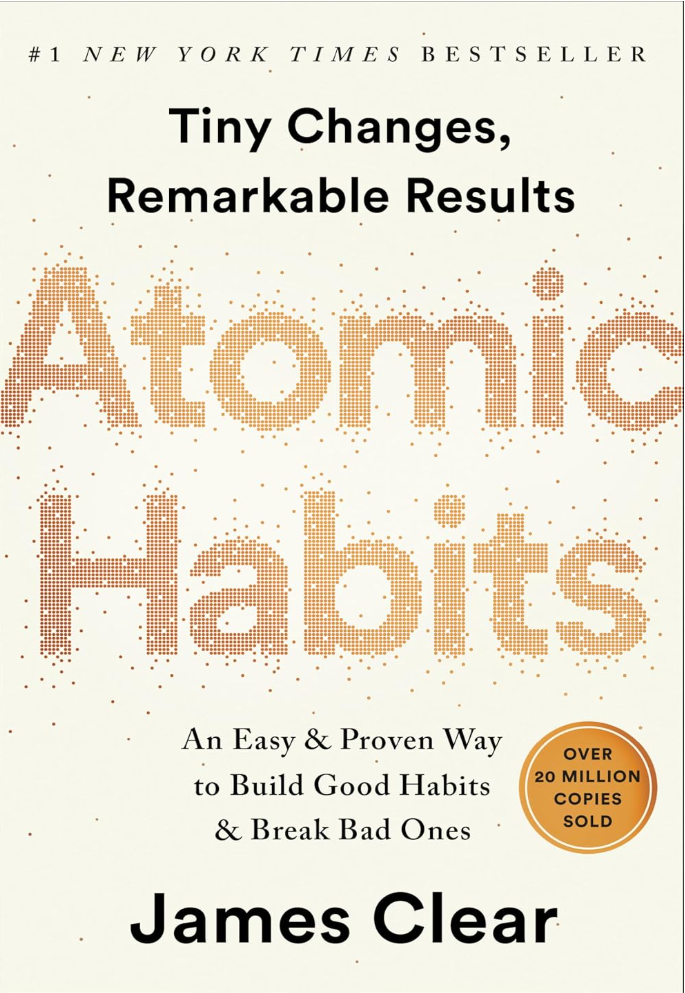 #1 NEW YORK TIMES BESTSELLER
Tiny Changes,
Remarkable Results
Atomic
Habits
An Easy & Proven Way
to Build Good Habits
& Break Bad Ones
OVER
20 MILLION
COPIES
SOLD
James Clear